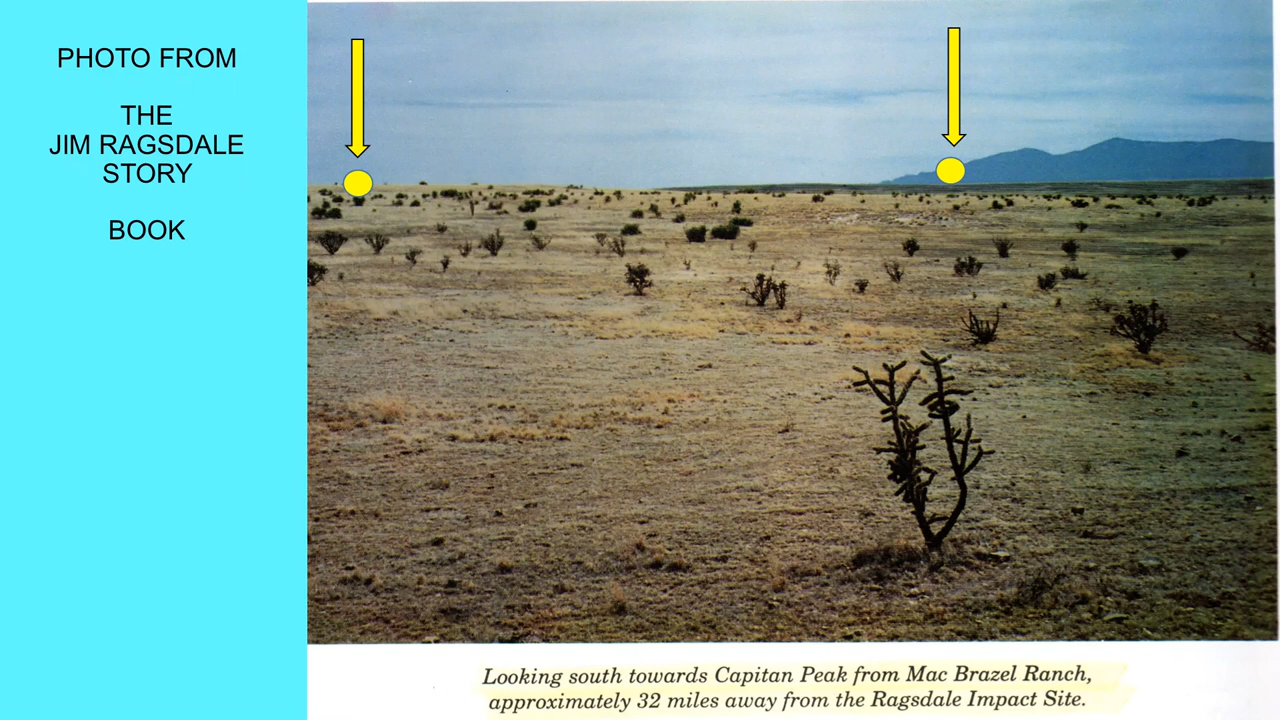 PHOTO FROM
THE
JIM RAGSDALE
STORY
BOOK
Looking south towards Capitan Peak from Mac Brazel Ranch,
approximately 32 miles away from the Ragsdale Impact Site.